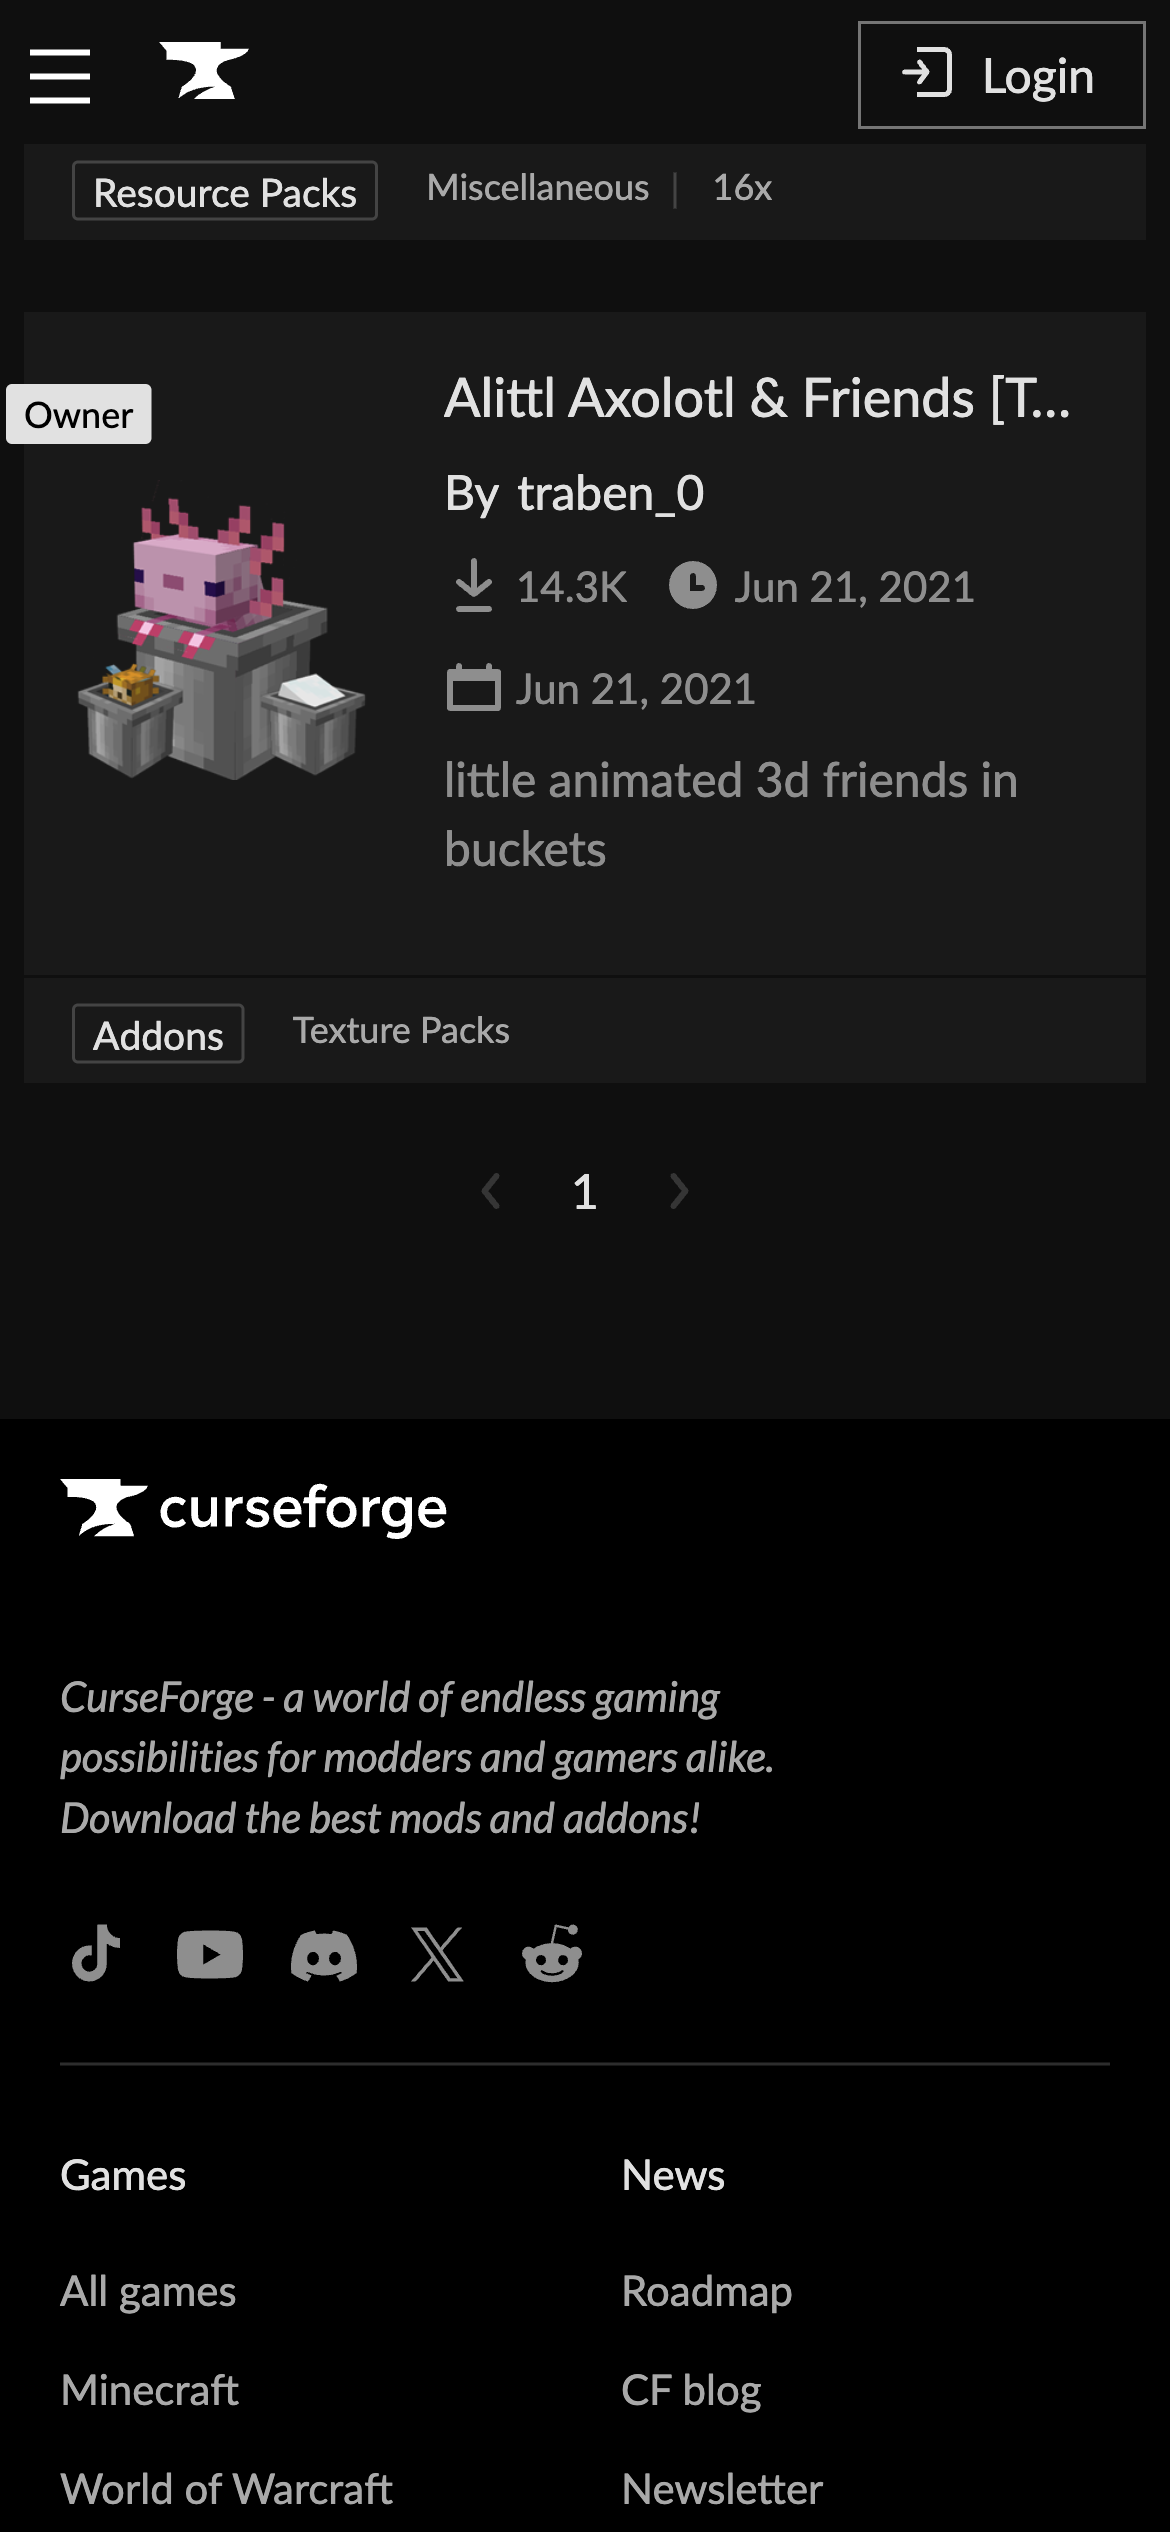 Login
Resource Packs Miscellaneous | 16x
Owner
Alittl Axolotl & Friends [T...
By traben_0
14.3K Jun 21, 2021
Jun 21, 2021
little animated 3d friends in
buckets
Addons Texture Packs
1
curseforge
CurseForge - a world of endless gaming
possibilities for modders and gamers alike.
Download the best mods and addons!
Games News
All games Roadmap
Minecraft CF blog
World of Warcraft Newsletter